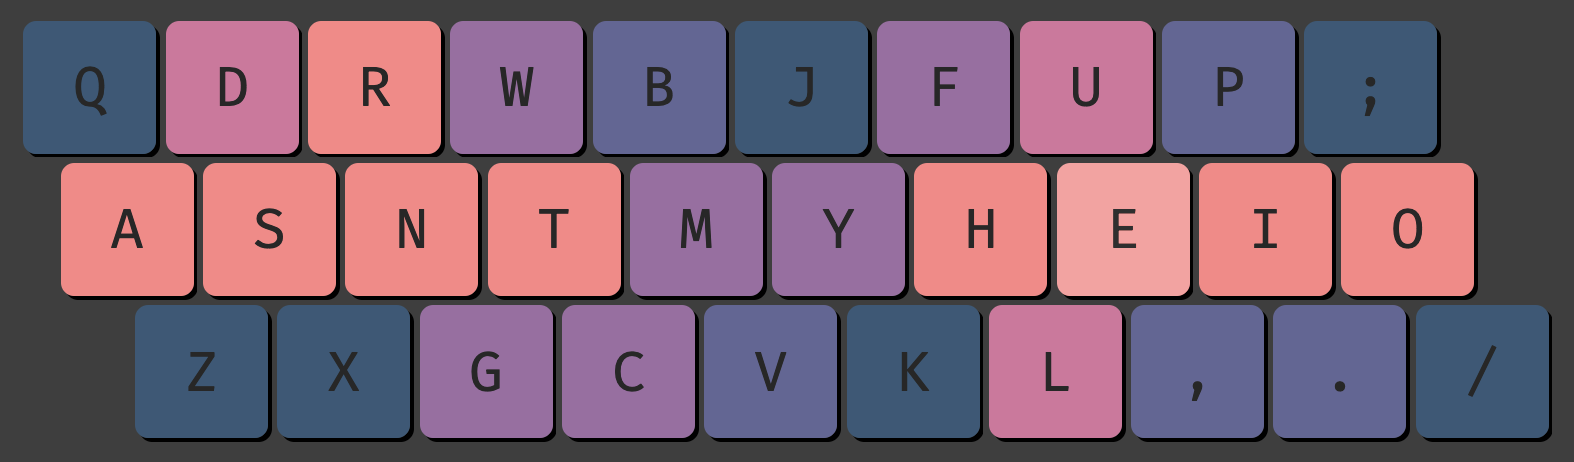 Q D R W B J F U P ;
A S N T M Y H E I O
Z X G C V K L , . /